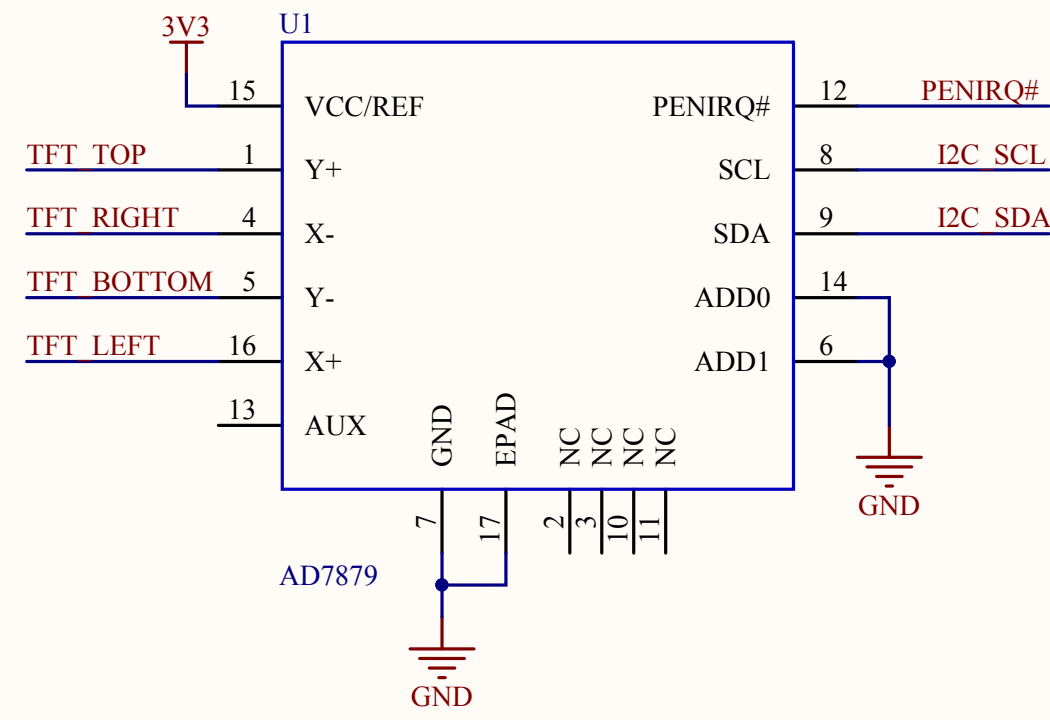 3V3
U1
15
VCC/REF
PENIRQ#
12
PENIRQ#
TFT_TOP
1
Y+
SCL
8
I2C_SCL
TFT_RIGHT
4
X-
SDA
9
I2C_SDA
TFT_BOTTOM
5
Y-
ADD0
14
TFT_LEFT
16
X+
ADD1
6
13
AUX
GND
EPAD
NC
NC
NC
NC
GND
7
17
2
3
10
11
AD7879
GND